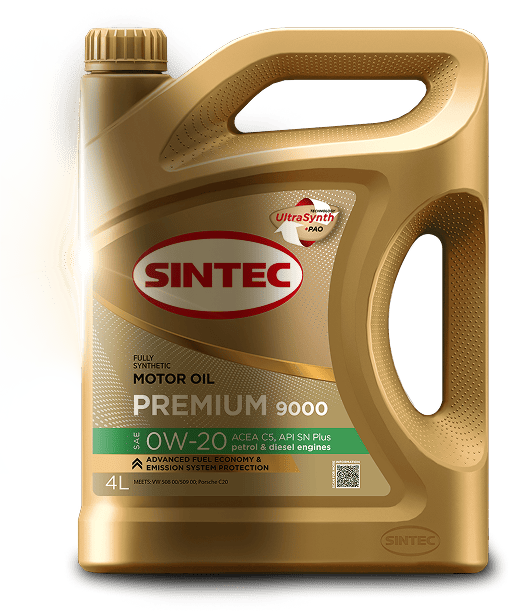 TECHNOLOGY
UltraSynth
+PAO
SINTEC
FULLY
SYNTHETIC
MOTOR OIL
PREMIUM 9000
SAE 0W-20 ACEA C5, API SN Plus
petrol & diesel engines
ADVANCED FUEL ECONOMY &
EMISSION SYSTEM PROTECTION
4L MEETS: VW 508 00/509 00; Porsche C20
SINTEC